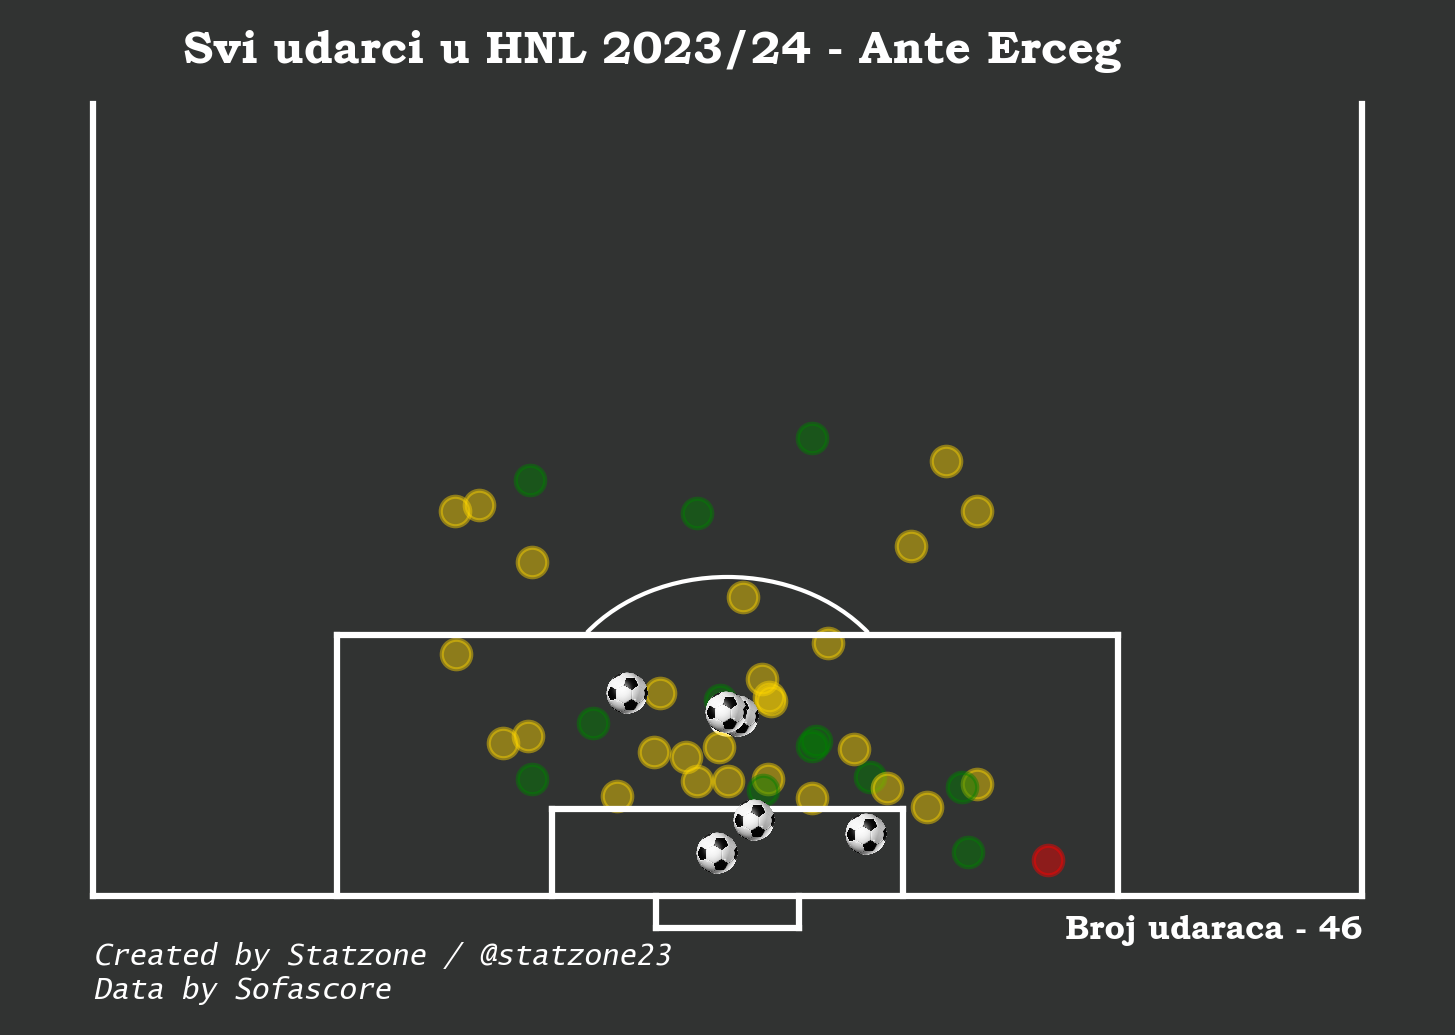 Svi udarci u HNL 2023/24 - Ante Erceg
Broj udaraca - 46
Created by Statzone / @statzone23
Data by Sofascore